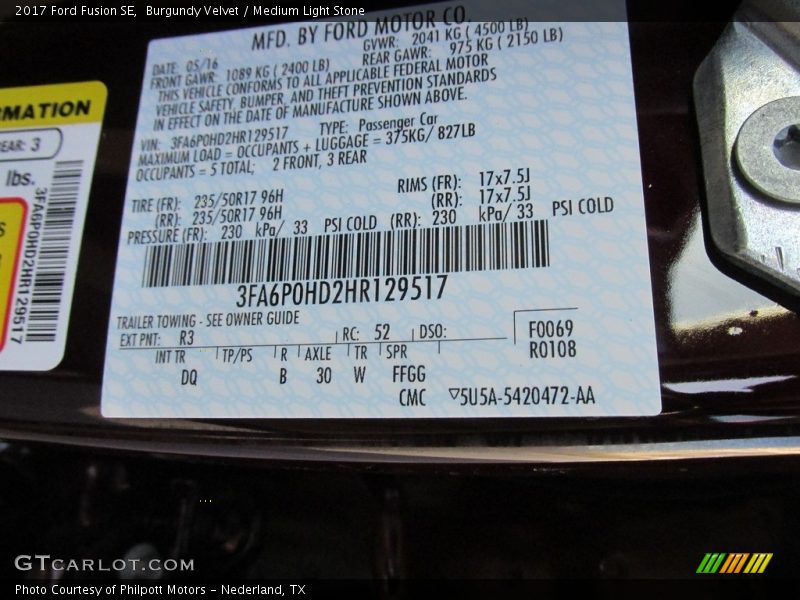 2017 Ford Fusion SE,  Burgundy Velvet / Medium Light Stone
MFD. BY FORD MOTOR CO.
DATE: 05/16 GVWR: 2041 KG ( 4500 LB)
FRONT GAWR: 1089 KG ( 2400 LB) REAR GAWR: 975 KG ( 2150 LB)
THIS VEHICLE CONFORMS TO ALL APPLICABLE FEDERAL MOTOR
VEHICLE SAFETY, BUMPER, AND THEFT PREVENTION STANDARDS
IN EFFECT ON THE DATE OF MANUFACTURE SHOWN ABOVE.
VIN: 3FA6P0HD2HR129517 TYPE: Passenger Car
MAXIMUM LOAD = OCCUPANTS + LUGGAGE = 375KG/ 827LB
OCCUPANTS = 5 TOTAL; 2 FRONT, 3 REAR
TIRE (FR): 235/50R17 96H RIMS (FR): 17x7.5J
(RR): 235/50R17 96H (RR): 17x7.5J
PRESSURE (FR): 230 kPa/ 33 PSI COLD (RR): 230 kPa/ 33 PSI COLD
3FA6P0HD2HR129517
TRAILER TOWING - SEE OWNER GUIDE
EXT PNT: R3 RC: 52 DSO: F0069
R0108
INT TR TP/PS R AXLE TR SPR
DQ B 30 W FFGG
CMC ▽5U5A-5420472-AA
RMATION
EAR: 3
lbs.
3FA6P0HD2HR129517
S
...
GTCARLOT.COM
Photo Courtesy of Philpott Motors - Nederland, TX